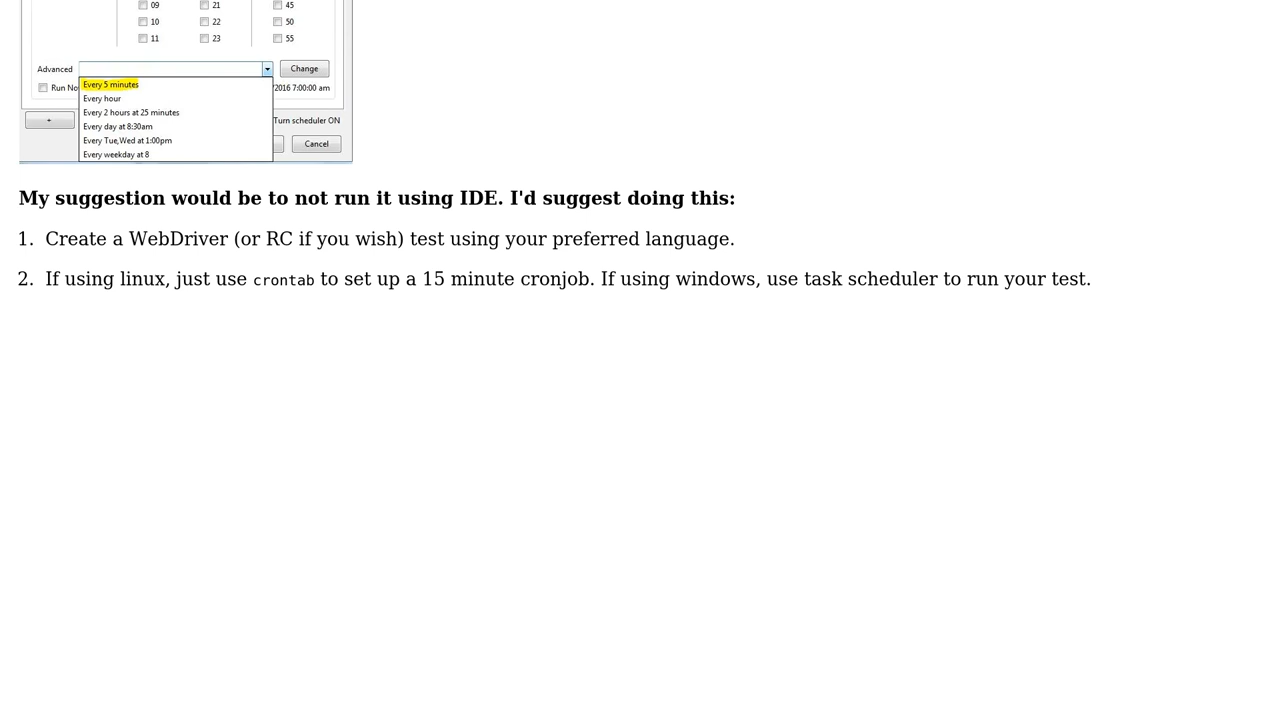 09 21 45
10 22 50
11 23 55
Advanced Change
Every 5 minutes
Run No 2016 7:00:00 am
Every hour
Every 2 hours at 25 minutes
+ Turn scheduler ON
Every day at 8:30am
Every Tue,Wed at 1:00pm Cancel
Every weekday at 8
My suggestion would be to not run it using IDE. I'd suggest doing this:
1. Create a WebDriver (or RC if you wish) test using your preferred language.
2. If using linux, just use crontab to set up a 15 minute cronjob. If using windows, use task scheduler to run your test.